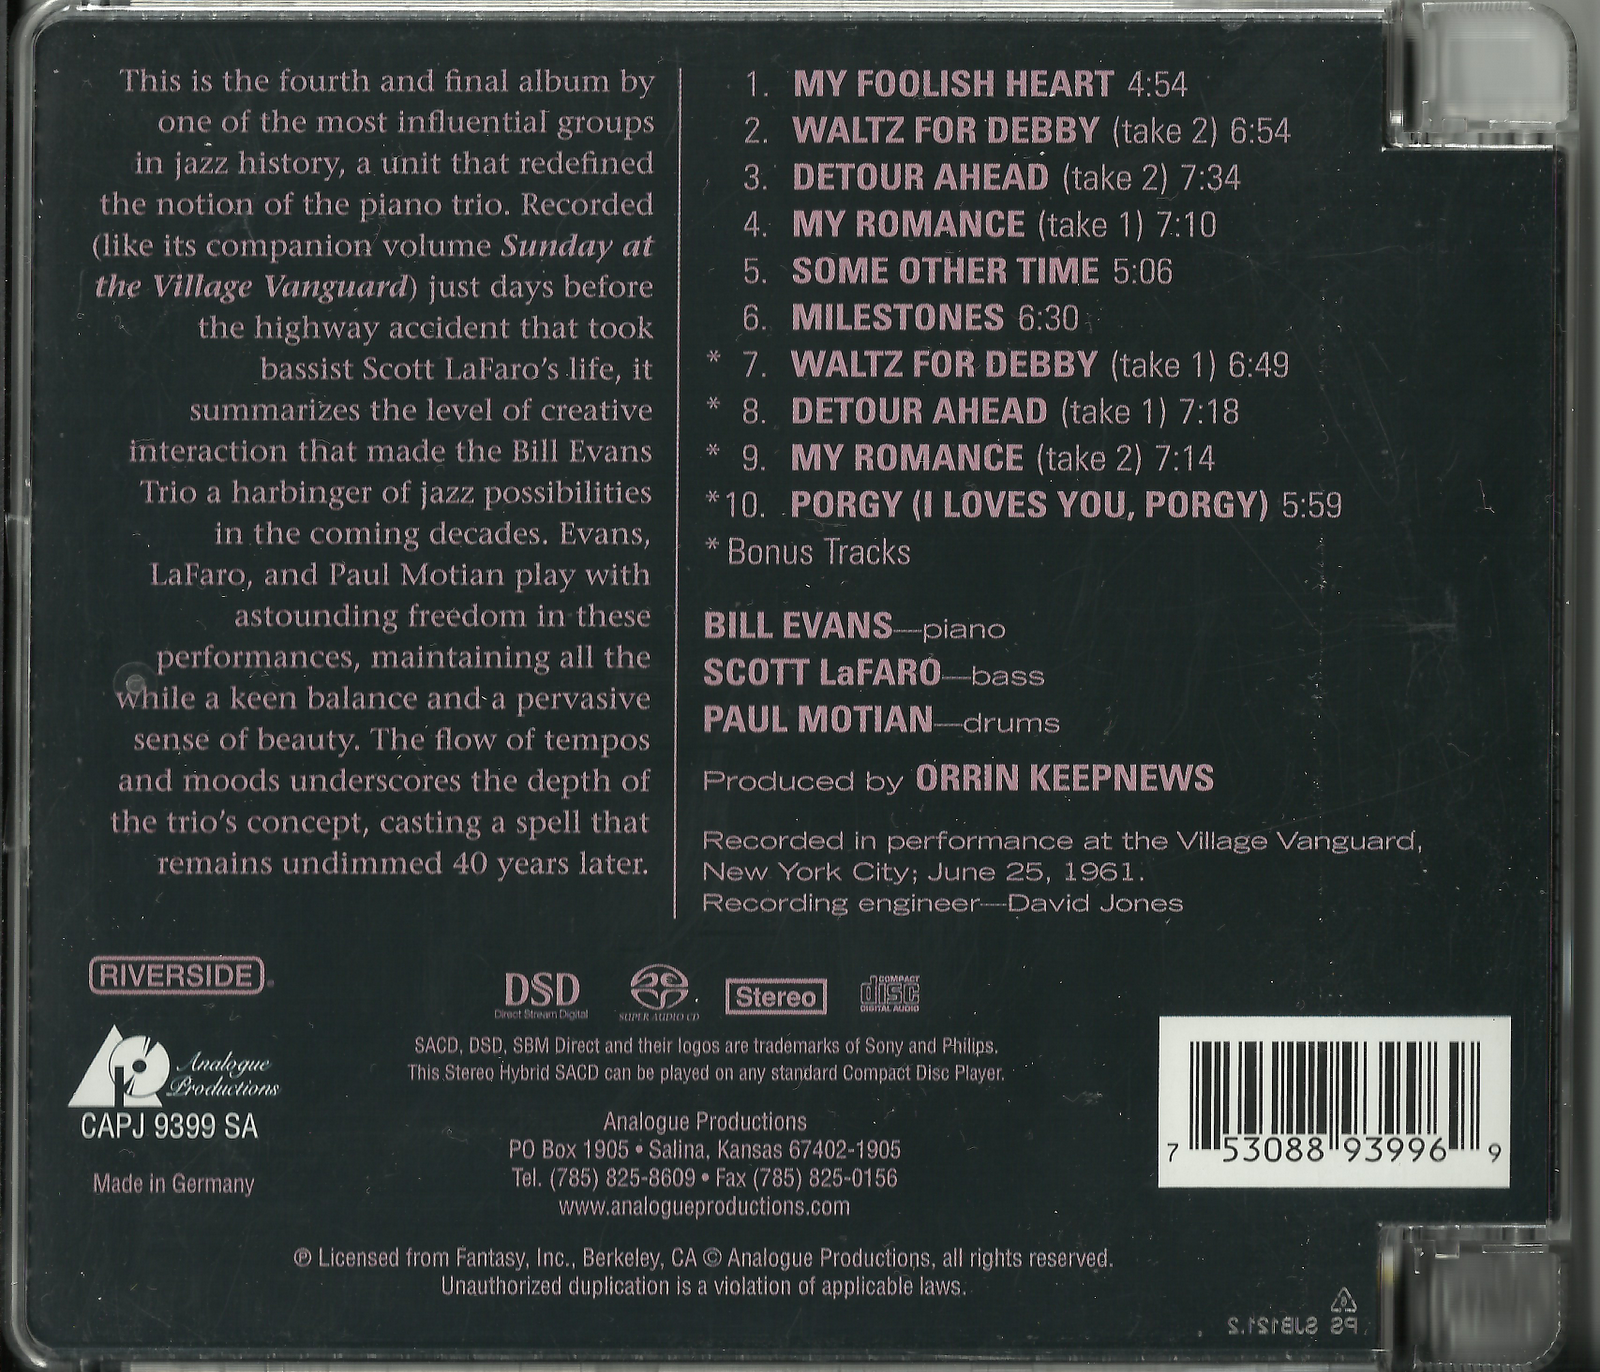 This is the fourth and final album by
one of the most influential groups
in jazz history, a unit that redefined
the notion of the piano trio. Recorded
(like its companion volume Sunday at
the Village Vanguard) just days before
the highway accident that took
bassist Scott LaFaro's life, it
summarizes the level of creative
interaction that made the Bill Evans
Trio a harbinger of jazz possibilities
in the coming decades. Evans,
LaFaro, and Paul Motian play with
astounding freedom in these
performances, maintaining all the
while a keen balance and a pervasive
sense of beauty. The flow of tempos
and moods underscores the depth of
the trio's concept, casting a spell that
remains undimmed 40 years later.
1. MY FOOLISH HEART 4:54
2. WALTZ FOR DEBBY (take 2) 6:54
3. DETOUR AHEAD (take 2) 7:34
4. MY ROMANCE (take 1) 7:10
5. SOME OTHER TIME 5:06
6. MILESTONES 6:30
* 7. WALTZ FOR DEBBY (take 1) 6:49
* 8. DETOUR AHEAD (take 1) 7:18
* 9. MY ROMANCE (take 2) 7:14
* 10. PORGY (I LOVES YOU, PORGY) 5:59
* Bonus Tracks
BILL EVANS—piano
SCOTT LaFARO—bass
PAUL MOTIAN—drums
Produced by ORRIN KEEPNEWS
Recorded in performance at the Village Vanguard,
New York City; June 25, 1961.
Recording engineer—David Jones
RIVERSIDE
Analogue
Productions
CAPJ 9399 SA
Made in Germany
DSD
Direct Stream Digital
SUPER AUDIO CD
Stereo
COMPACT
disc
DIGITAL AUDIO
SACD, DSD, SBM Direct and their logos are trademarks of Sony and Philips.
This Stereo Hybrid SACD can be played on any standard Compact Disc Player.
Analogue Productions
PO Box 1905 • Salina, Kansas 67402-1905
Tel. (785) 825-8609 • Fax (785) 825-0156
www.analogueproductions.com
℗ Licensed from Fantasy, Inc., Berkeley, CA © Analogue Productions, all rights reserved.
Unauthorized duplication is a violation of applicable laws.
7 53088 93996 9
PS SJB121.2